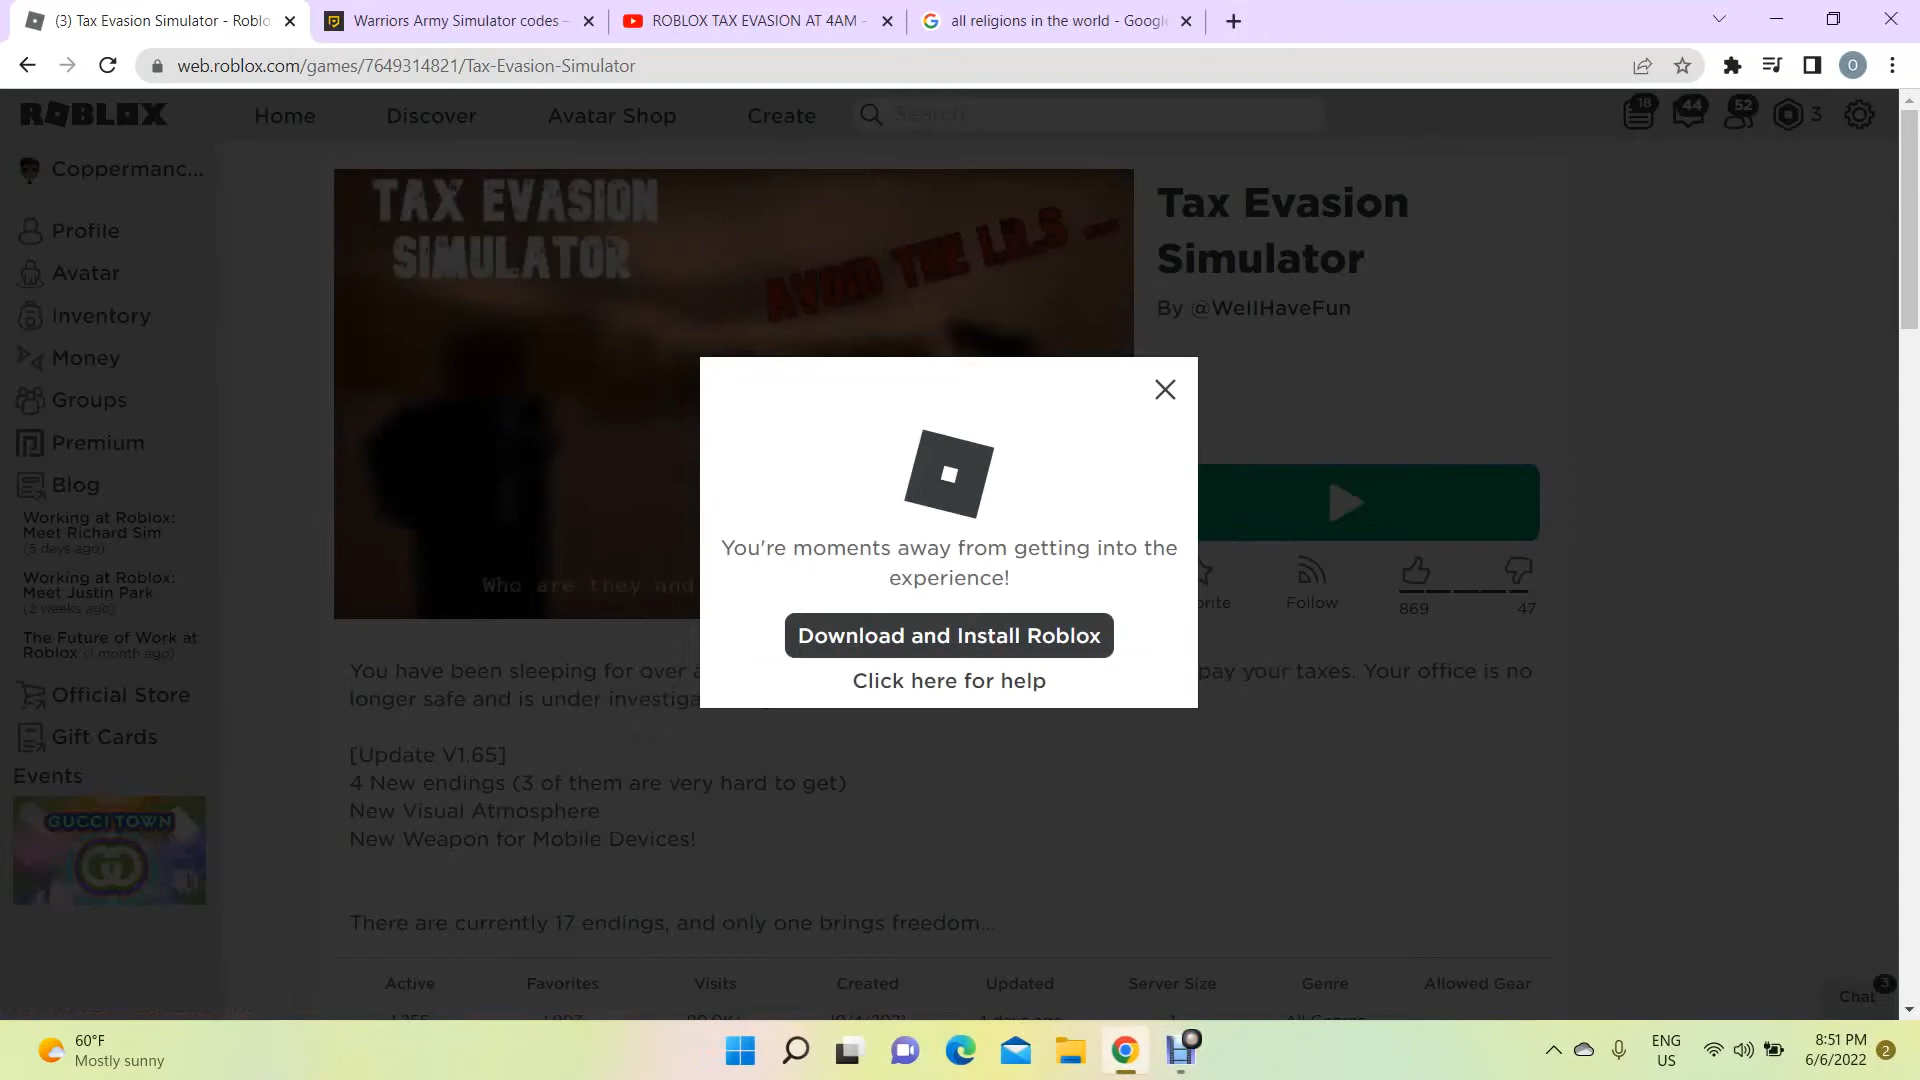 (3) Tax Evasion Simulator - Roblo
Warriors Army Simulator codes –
ROBLOX TAX EVASION AT 4AM -
all religions in the world - Google
web.roblox.com/games/7649314821/Tax-Evasion-Simulator
O
ROBLOX
Home
Discover
Avatar Shop
Create
Search
18
44
52
3
Coppermanc...
Profile
Avatar
Inventory
Money
Groups
Premium
Blog
Working at Roblox:
Meet Richard Sim
(5 days ago)
Working at Roblox:
Meet Justin Park
(2 weeks ago)
The Future of Work at
Roblox (1 month ago)
Official Store
Gift Cards
Events
GUCCI TOWN
TAX EVASION
SIMULATOR
AVOID THE I.R.S ...
Who are they and
Tax Evasion
Simulator
By @WellHaveFun
You're moments away from getting into the
experience!
Download and Install Roblox
Click here for help
Follow
869
47
You have been sleeping for over pay your taxes. Your office is no
longer safe and is under
[Update V1.65]
4 New endings (3 of them are very hard to get)
New Visual Atmosphere
New Weapon for Mobile Devices!
There are currently 17 endings, and only one brings freedom...
Active
Favorites
Visits
Created
Updated
Server Size
Genre
Allowed Gear
Chat
3
60°F
Mostly sunny
ENG
US
8:51 PM
6/6/2022
2